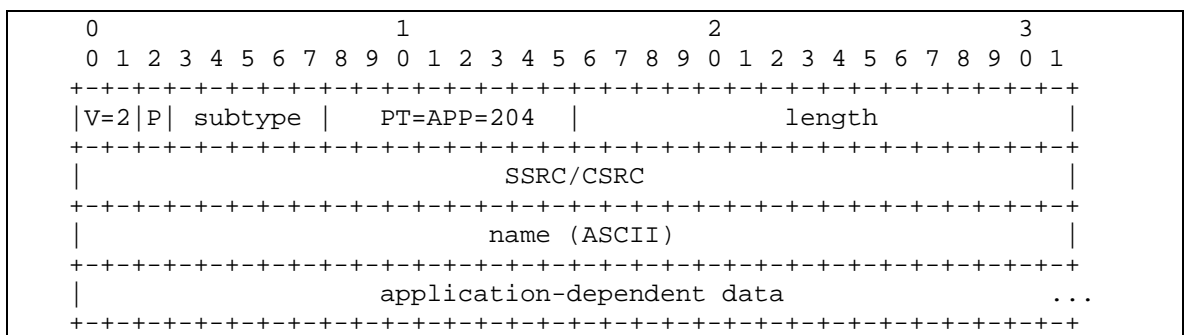 0                   1                   2                   3
0 1 2 3 4 5 6 7 8 9 0 1 2 3 4 5 6 7 8 9 0 1 2 3 4 5 6 7 8 9 0 1
+-+-+-+-+-+-+-+-+-+-+-+-+-+-+-+-+-+-+-+-+-+-+-+-+-+-+-+-+-+-+-+-+
|V=2|P| subtype |   PT=APP=204  |             length            |
+-+-+-+-+-+-+-+-+-+-+-+-+-+-+-+-+-+-+-+-+-+-+-+-+-+-+-+-+-+-+-+-+
|                           SSRC/CSRC                           |
+-+-+-+-+-+-+-+-+-+-+-+-+-+-+-+-+-+-+-+-+-+-+-+-+-+-+-+-+-+-+-+-+
|                          name (ASCII)                         |
+-+-+-+-+-+-+-+-+-+-+-+-+-+-+-+-+-+-+-+-+-+-+-+-+-+-+-+-+-+-+-+-+
|                   application-dependent data                ...
+-+-+-+-+-+-+-+-+-+-+-+-+-+-+-+-+-+-+-+-+-+-+-+-+-+-+-+-+-+-+-+-+